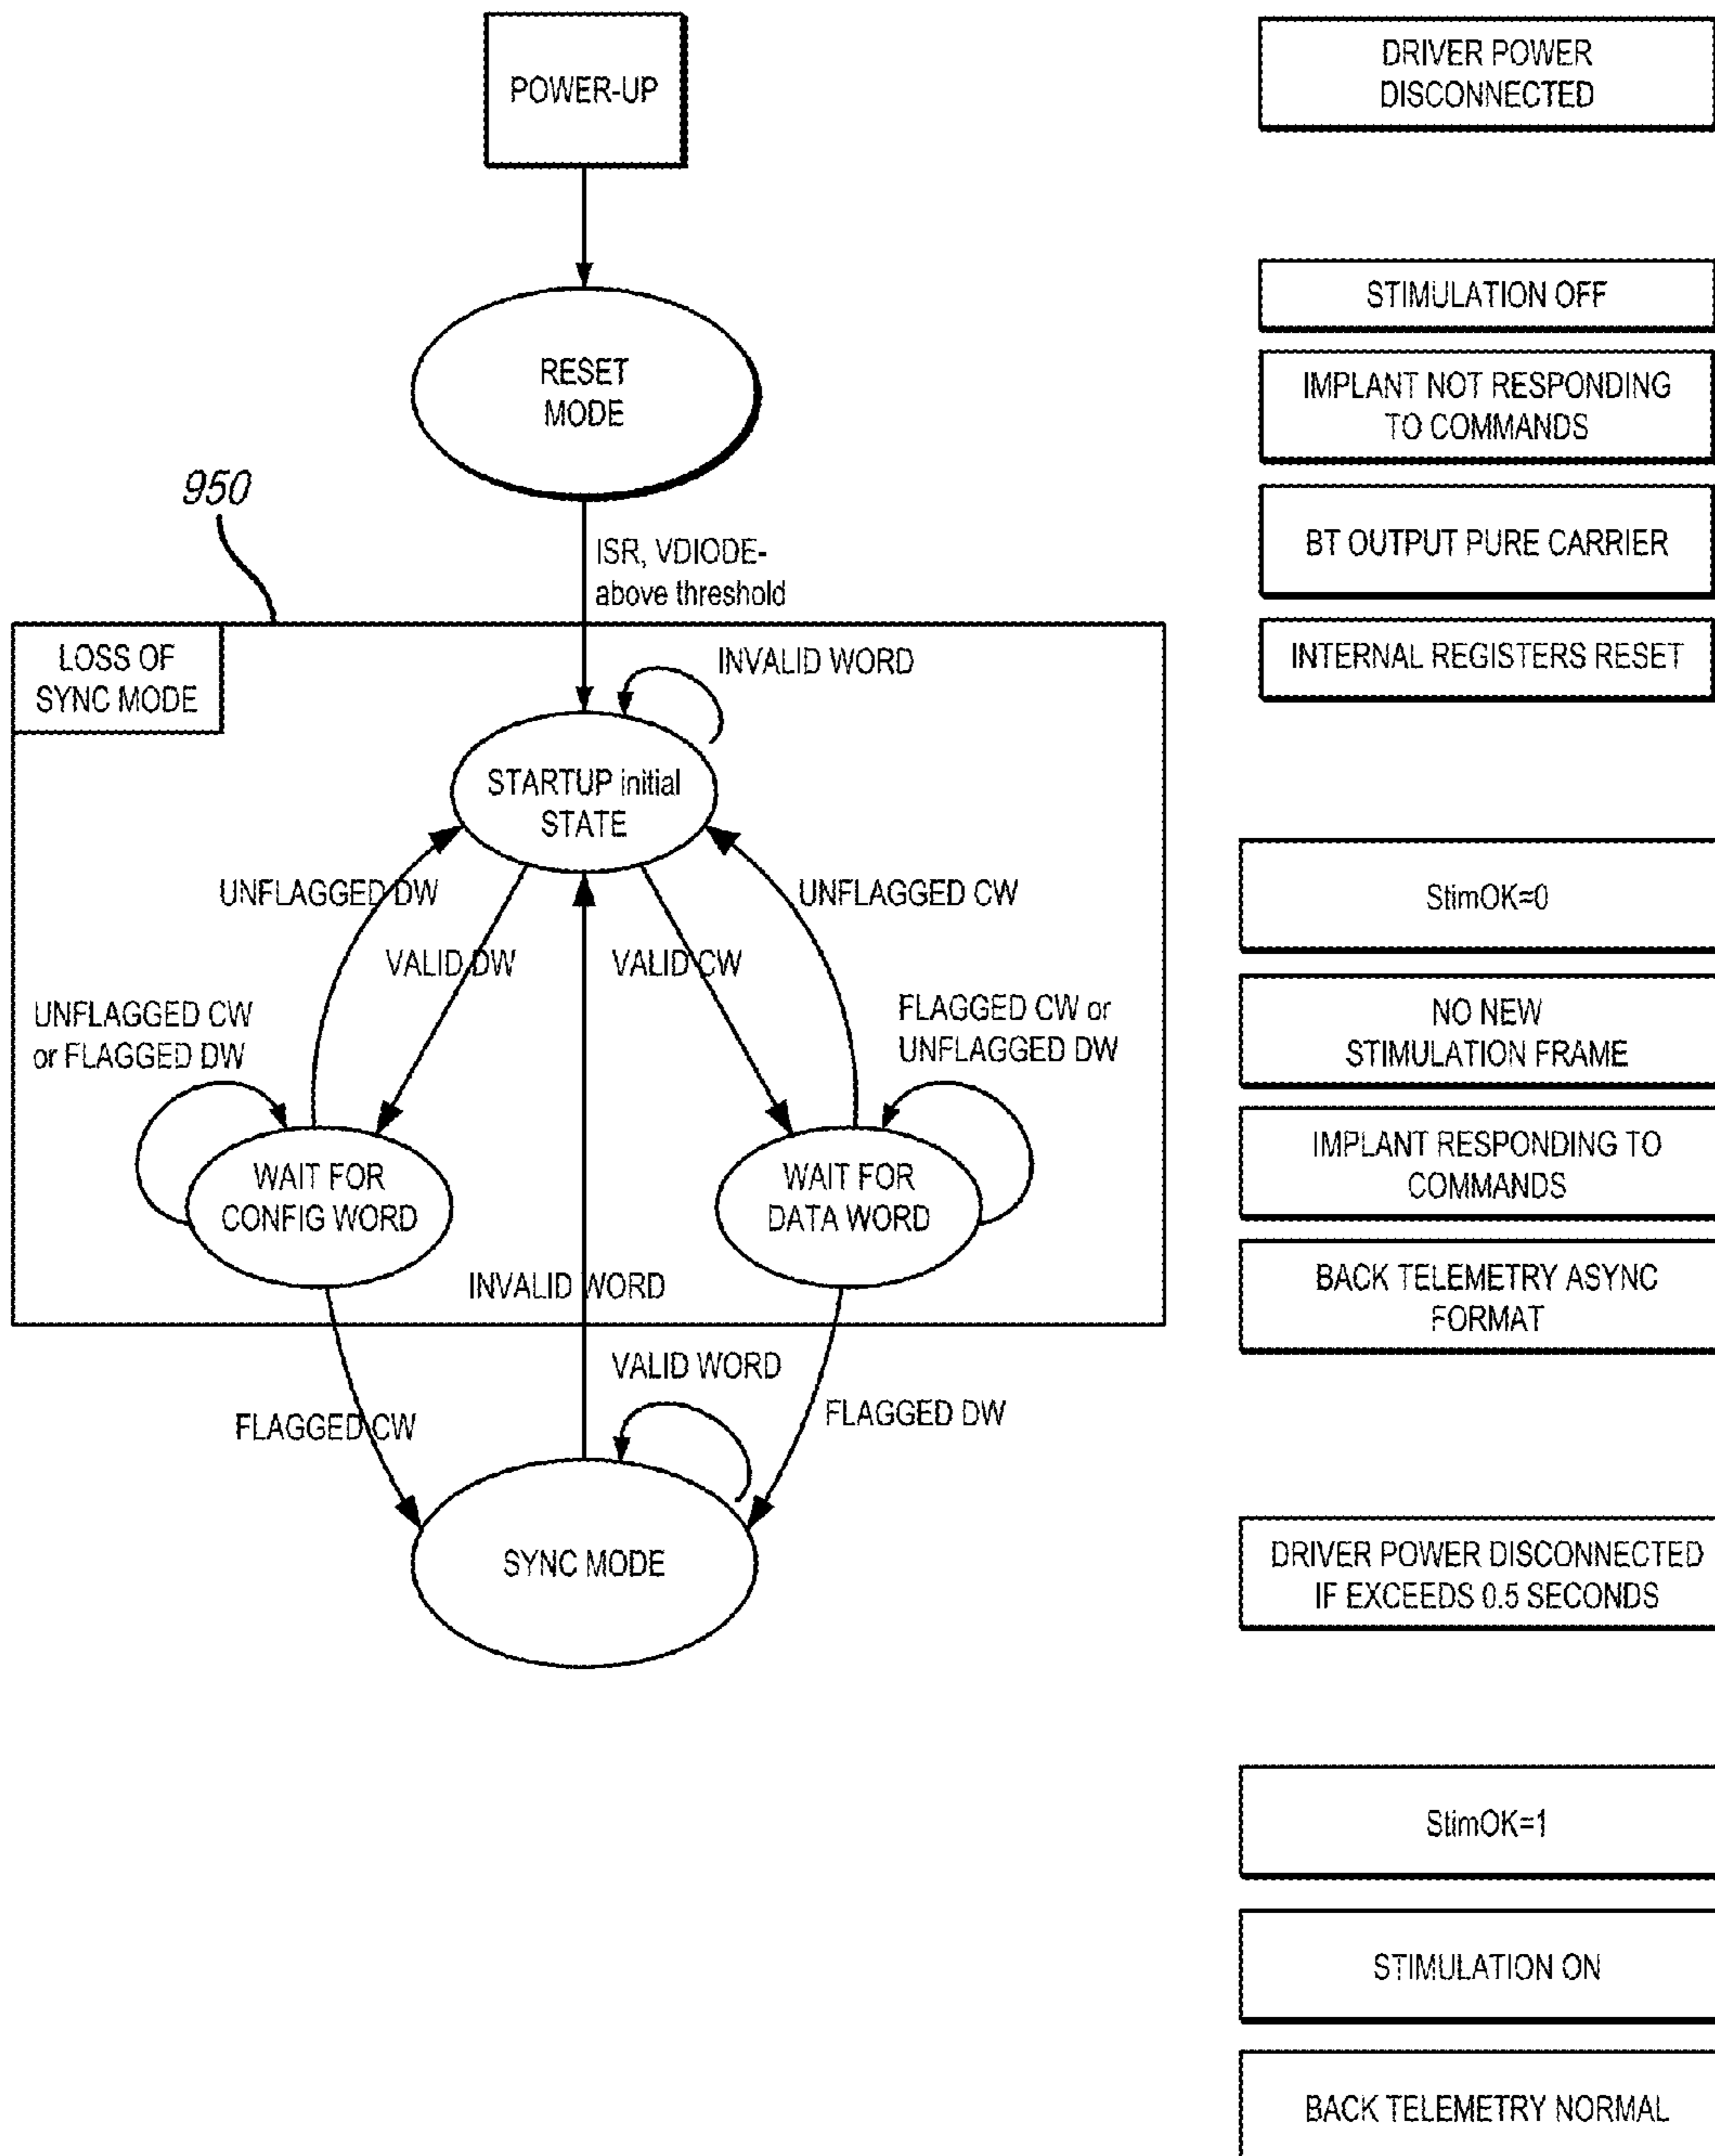 POWER-UP
RESET
MODE
950
ISR, VDIODE-
above threshold
LOSS OF
SYNC MODE
INVALID WORD
STARTUP initial
STATE
UNFLAGGED DW
UNFLAGGED CW
VALID DW
VALID CW
UNFLAGGED CW
or FLAGGED DW
FLAGGED CW or
UNFLAGGED DW
WAIT FOR
CONFIG WORD
WAIT FOR
DATA WORD
INVALID WORD
VALID WORD
FLAGGED CW
FLAGGED DW
SYNC MODE
DRIVER POWER
DISCONNECTED
STIMULATION OFF
IMPLANT NOT RESPONDING
TO COMMANDS
BT OUTPUT PURE CARRIER
INTERNAL REGISTERS RESET
StimOK=0
NO NEW
STIMULATION FRAME
IMPLANT RESPONDING TO
COMMANDS
BACK TELEMETRY ASYNC
FORMAT
DRIVER POWER DISCONNECTED
IF EXCEEDS 0.5 SECONDS
StimOK=1
STIMULATION ON
BACK TELEMETRY NORMAL